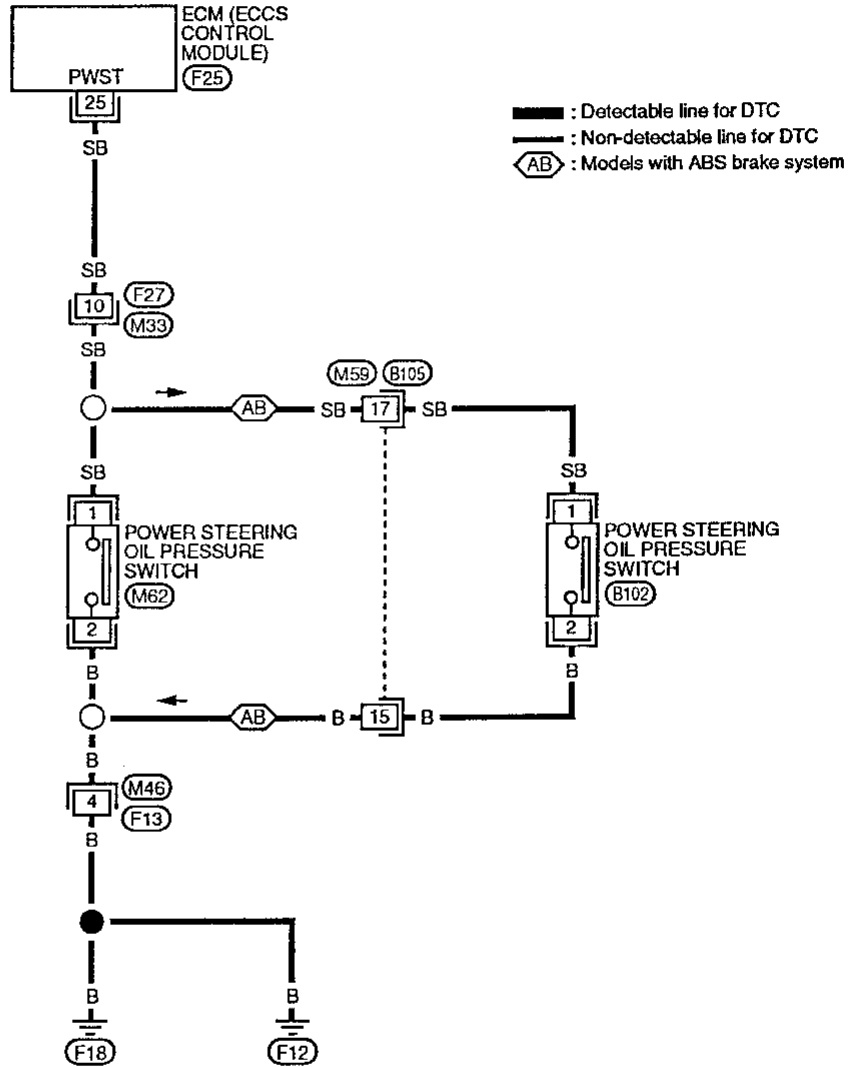 ECM (ECCS
CONTROL
MODULE)
F25
PWST
25
SB
: Detectable line for DTC
: Non-detectable line for DTC
AB : Models with ABS brake system
SB
10
F27
M33
SB
M59 B105
AB SB 17 SB
SB
SB
1
POWER STEERING
OIL PRESSURE
SWITCH
M62
2
B
1
POWER STEERING
OIL PRESSURE
SWITCH
B102
2
B
AB B 15 B
B
4
M46
F13
B
B
B
F18
F12